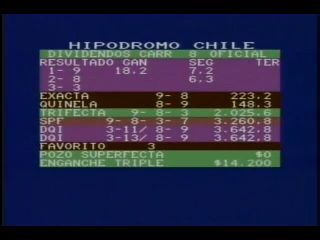 HIPODROMO CHILE
DIVIDENDOS CARR 8 OFICIAL
RESULTADO GAN SEG TER
1- 9 18.2 7.2
2- 8 6.3
3- 3
EXACTA 9- 8 223.2
QUINELA 9- 8 148.3
TRIFECTA 9- 8- 3 2.025.6
SPF 9- 8- 3- 7 3.260.8
DQI 3-11/ 8- 9 3.642.8
DQI 3-13/ 8- 9 3.642.8
FAVORITO 3
POZO SUPERFECTA $0
ENGANCHE TRIPLE $14.200